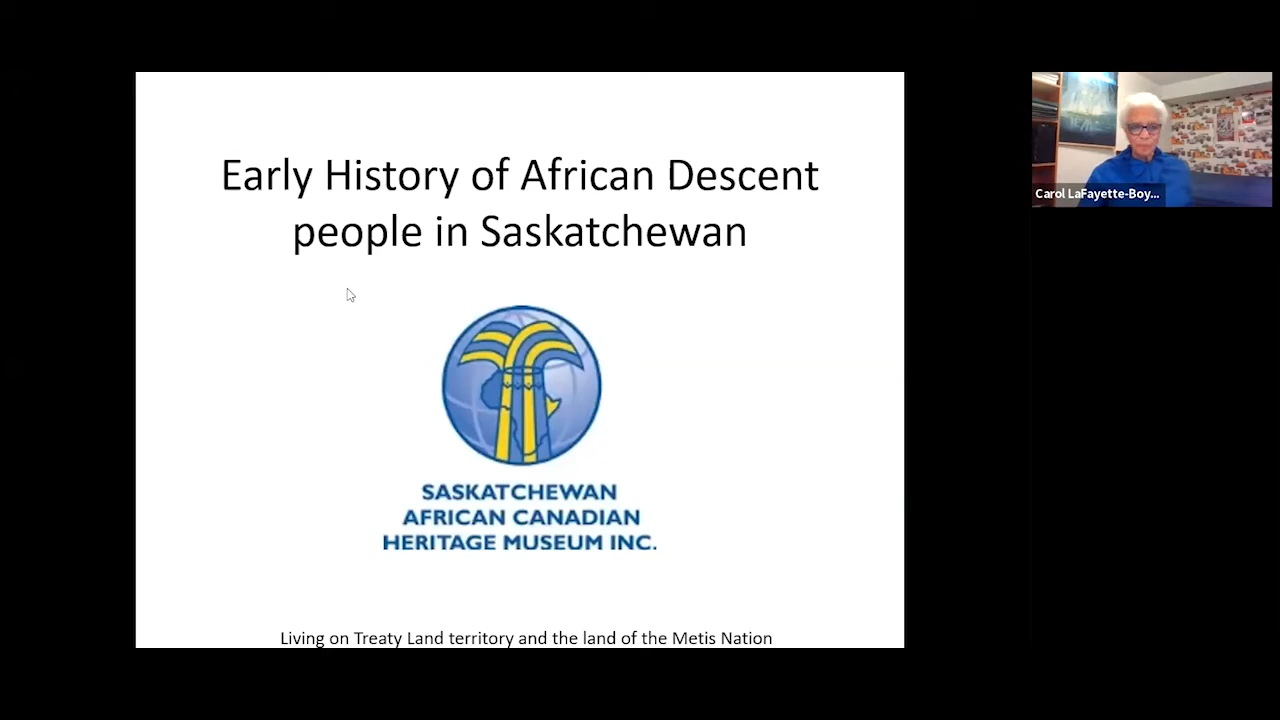 Early History of African Descent
people in Saskatchewan
SASKATCHEWAN
AFRICAN CANADIAN
HERITAGE MUSEUM INC.
Living on Treaty Land territory and the land of the Metis Nation
Carol LaFayette-Boy...